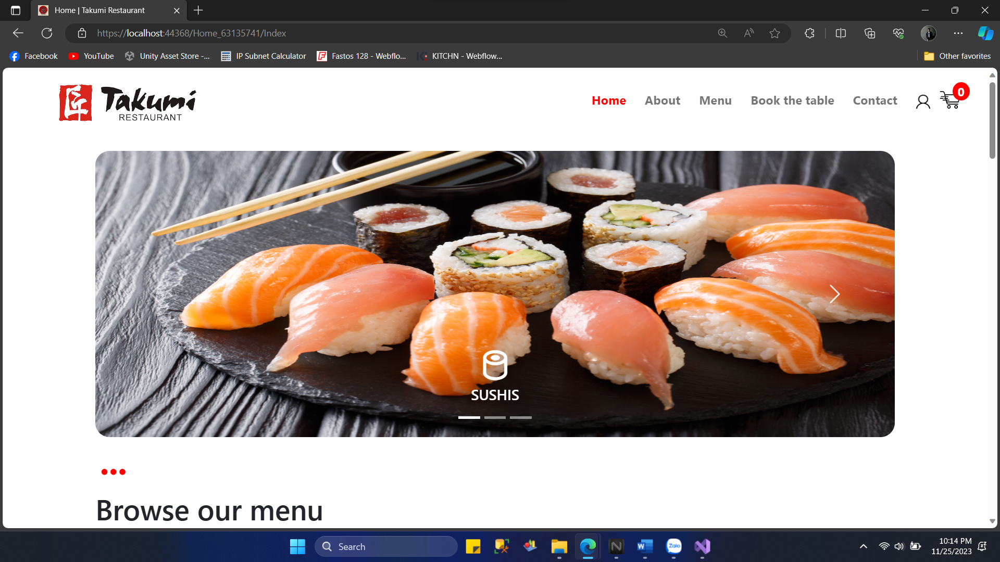 Home | Takumi Restaurant
https://localhost:44368/Home_63135741/Index
Facebook
YouTube
Unity Asset Store -...
IP Subnet Calculator
Fastos 128 - Webflo...
KITCHN - Webflow...
Other favorites
匠
Takumi
RESTAURANT
Home
About
Menu
Book the table
Contact
0
SUSHIS
Browse our menu
Search
Zalo
10:14 PM
11/25/2023